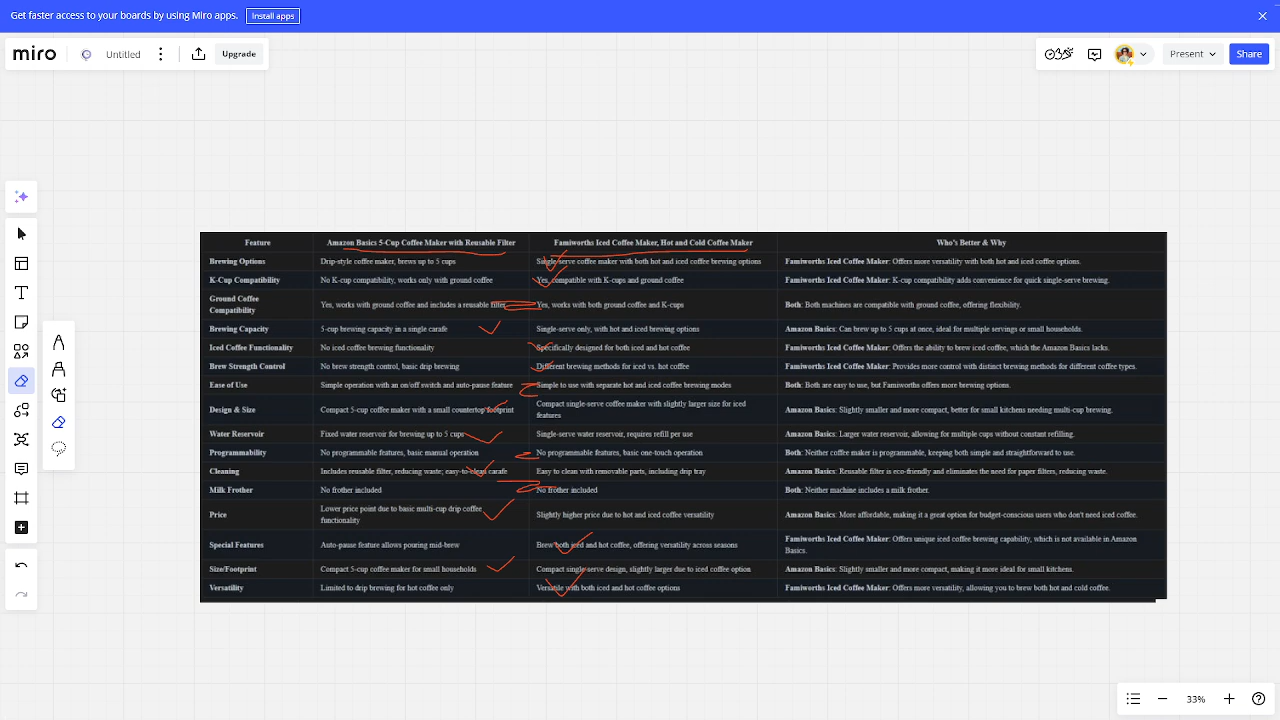 Get faster performance on our free desktop and mobile apps. Install apps
miro Untitled Upgrade
Present Share
Feature Amazon Basics 5-Cup Coffee Maker with Reusable Filter Famiworths Iced Coffee Maker, Hot and Cold Coffee Maker Who's Better & Why
Brewing Options Drip-style coffee maker, brews up to 5 cups Single-serve coffee maker with both hot and iced coffee brewing options Famiworths Iced Coffee Maker: Offers more versatility with both hot and iced coffee options.
K-Cup Compatibility No K-cup compatibility, works only with ground coffee Yes, compatible with K-cups and ground coffee Famiworths Iced Coffee Maker: K-cup compatibility adds convenience for quick single-serve brewing.
Ground Coffee
Compatibility Yes, works with ground coffee and includes a reusable filter Yes, works with both ground coffee and K-cups Both: Both machines are compatible with ground coffee, offering flexibility.
Brewing Capacity 5-cup brewing capacity in a single carafe Single-serve only, with hot and iced brewing options Amazon Basics: Can brew up to 5 cups at once, ideal for multiple servings or small households.
Iced Coffee Functionality No iced coffee brewing functionality Specifically designed for both iced and hot coffee Famiworths Iced Coffee Maker: Offers the ability to brew iced coffee, which the Amazon Basics lacks.
Brew Strength Control No brew strength control, basic drip brewing Different brewing methods for iced vs. hot coffee Famiworths Iced Coffee Maker: Provides more control with distinct brewing methods for different coffee types.
Ease of Use Simple operation with an on/off switch and auto-pause feature Simple to use with separate hot and iced coffee brewing modes Both: Both are easy to use, but Famiworths offers more brewing options.
Design & Size Compact 5-cup coffee maker with a small countertop footprint Compact single-serve coffee maker with slightly larger size for iced
features Amazon Basics: Slightly smaller and more compact, better for small kitchens needing multi-cup brewing.
Water Reservoir Fixed water reservoir for brewing up to 5 cups Single-serve water reservoir, requires refill per use Amazon Basics: Larger water reservoir, allowing for multiple cups without constant refilling.
Programmability No programmable features, basic manual operation No programmable features, basic one-touch operation Both: Neither coffee maker is programmable, keeping both simple and straightforward to use.
Cleaning Includes reusable filter, reducing waste; easy-to-clean carafe Easy to clean with removable parts, including drip tray Amazon Basics: Reusable filter is eco-friendly and eliminates the need for paper filters, reducing waste.
Milk Frother No frother included No frother included Both: Neither machine includes a milk frother.
Price Lower price point due to basic multi-cup drip coffee
functionality Slightly higher price due to hot and iced coffee versatility Amazon Basics: More affordable, making it a great option for budget-conscious users who don't need iced coffee.
Special Features Auto-pause feature allows pouring mid-brew Brew both iced and hot coffee, offering versatility across seasons Famiworths Iced Coffee Maker: Offers unique iced coffee brewing capability, which is not available in Amazon
Basics.
Size/Footprint Compact 5-cup coffee maker for small households Compact single-serve design, slightly larger due to iced coffee option Amazon Basics: Slightly smaller and more compact, making it more ideal for small kitchens.
Versatility Limited to drip brewing for hot coffee only Versatile with both iced and hot coffee options Famiworths Iced Coffee Maker: Offers more versatility, allowing you to brew both hot and cold coffee.
33%